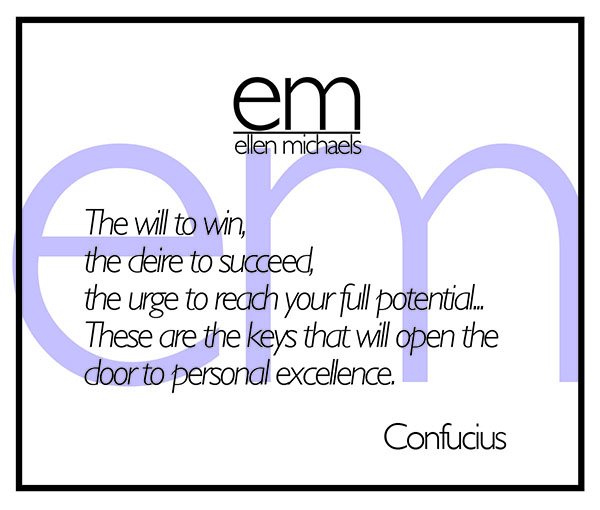 em
ellen michaels
em
The will to win,
the deire to succeed,
the urge to reach your full potential...
These are the keys that will open the
door to personal excellence.
Confucius